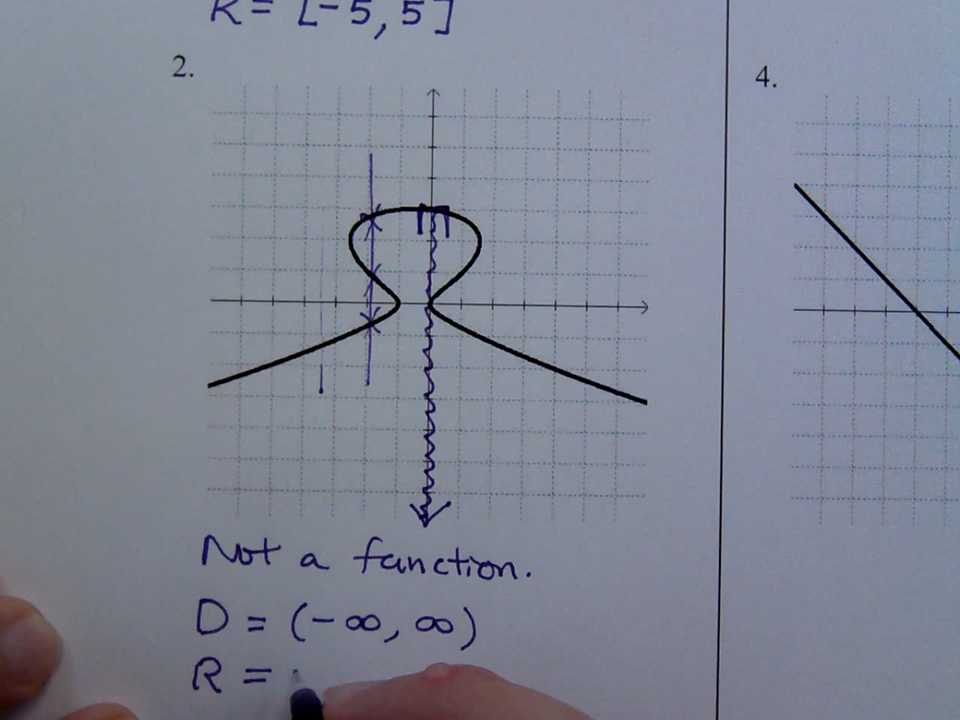 R = [-5, 5]
2.
4.
Not a function.
D = (-∞, ∞)
R =